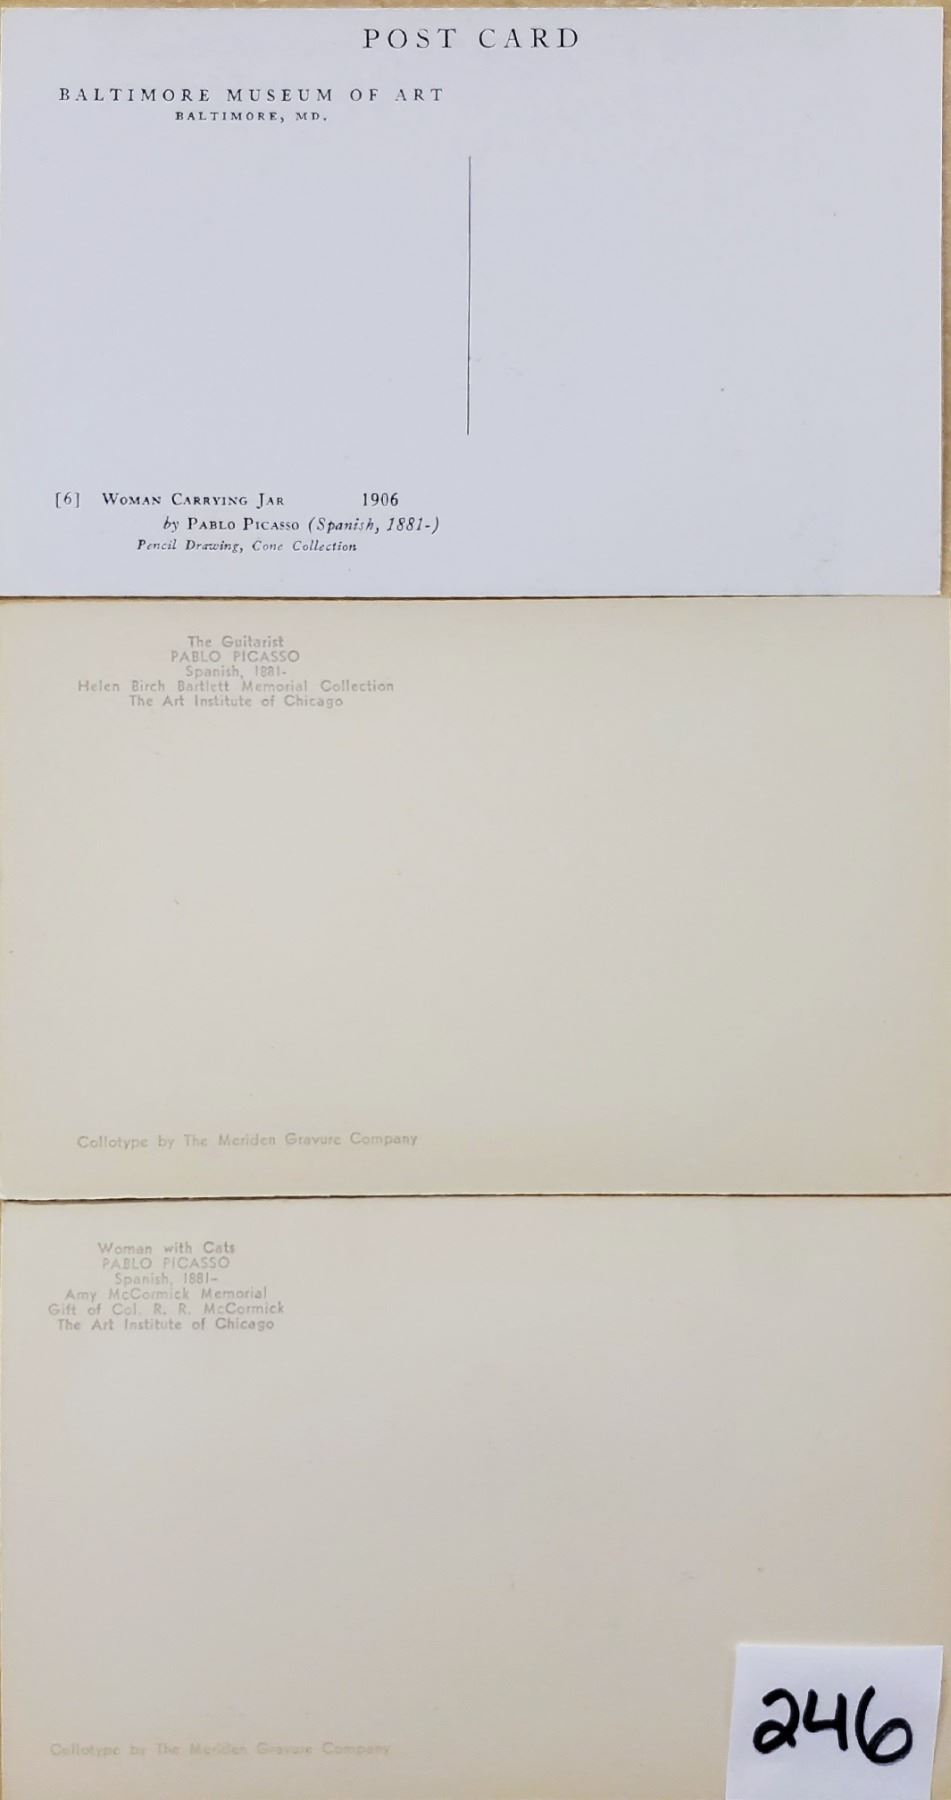 POST CARD
BALTIMORE MUSEUM OF ART
BALTIMORE, MD.
[6] WOMAN CARRYING JAR 1906
by PABLO PICASSO (Spanish, 1881-)
Pencil Drawing, Cone Collection
The Guitarist
PABLO PICASSO
Spanish, 1881-
Helen Birch Bartlett Memorial Collection
The Art Institute of Chicago
Collotype by The Meriden Gravure Company
Woman with Cats
PABLO PICASSO
Spanish, 1881-
Amy McCormick Memorial
Gift of Col. R. R. McCormick
The Art Institute of Chicago
Collotype by The Meriden Gravure Company
246